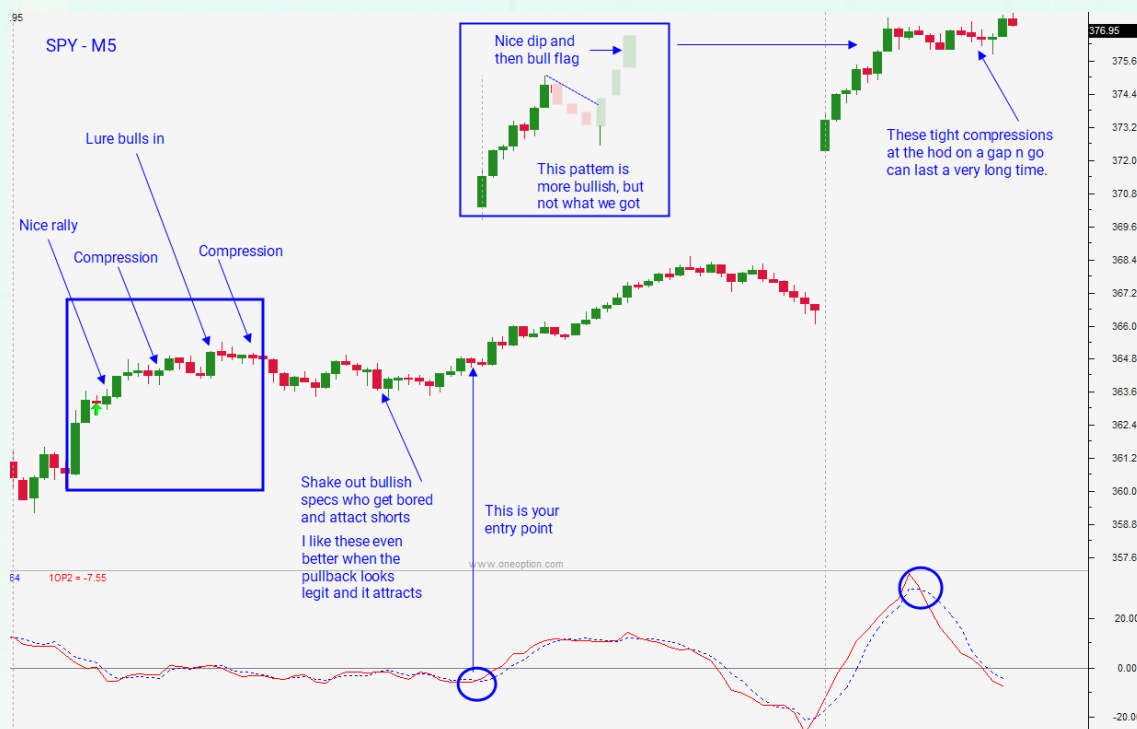 .95
SPY - M5
Nice dip and
then bull flag
This pattern is
more bullish, but
not what we got
376.95
375.6
374.4
373.2
372.0
370.8
369.6
368.4
367.2
366.0
364.8
363.6
362.4
361.2
360.0
358.8
357.6
These tight compressions
at the hod on a gap n go
can last a very long time.
Lure bulls in
Nice rally
Compression
Compression
Shake out bullish
specs who get bored
and attact shorts
I like these even
better when the
pullback looks
legit and it attracts
This is your
entry point
www.oneoption.com
64
1OP2 = -7.55
20.00
0.00
-20.00